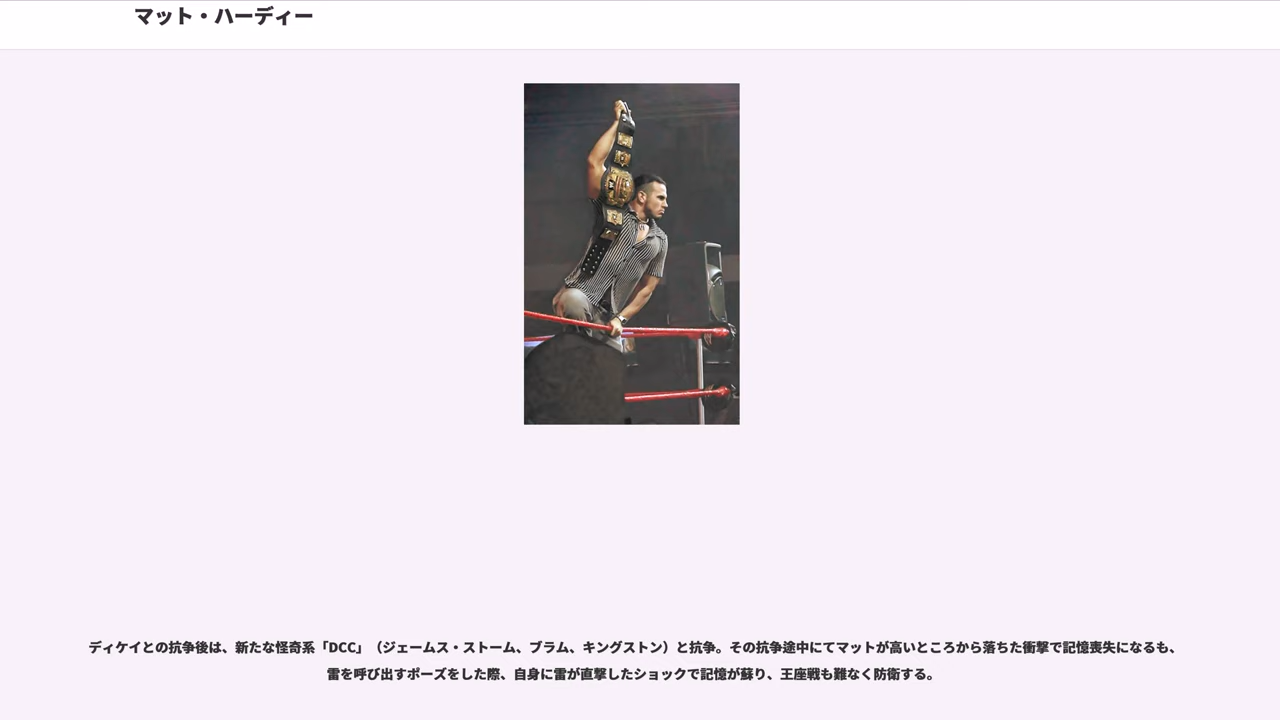 マット・ハーディー
ディケイとの抗争後は、新たな怪奇系「DCC」（ジェームス・ストーム、ブラム、キングストン）と抗争。その抗争途中にてマットが高いところから落ちた衝撃で記憶喪失になるも、
雷を呼び出すポーズをした際、自身に雷が直撃したショックで記憶が蘇り、王座戦も難なく防衛する。